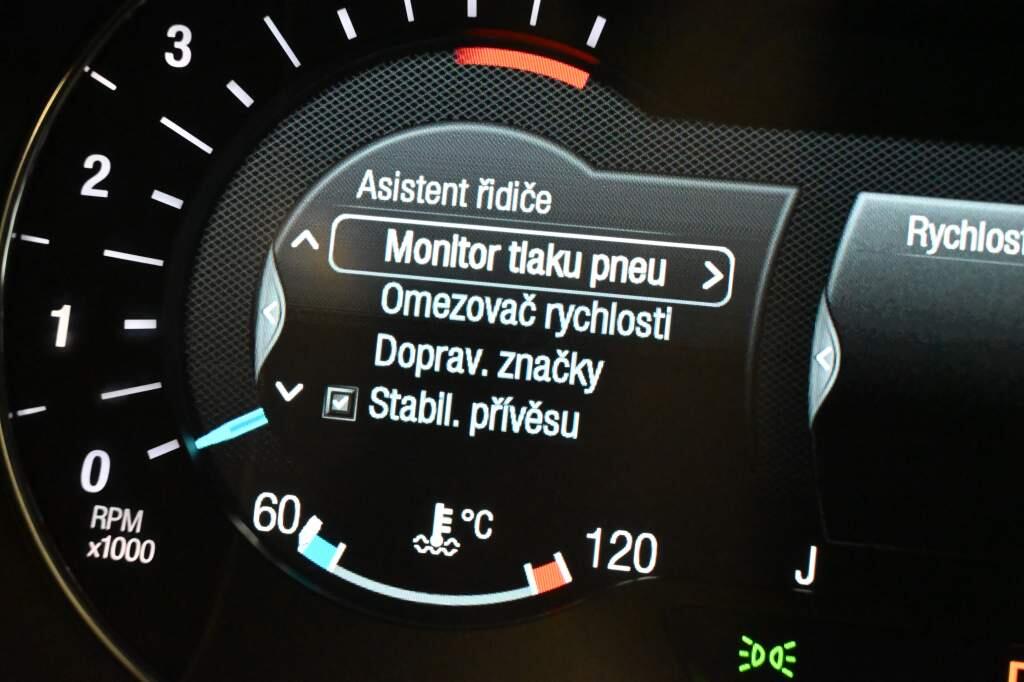 3
2
1
0
RPM
x1000
Asistent řidiče
Monitor tlaku pneu
Omezovač rychlosti
Doprav. značky
Stabil. přívěsu
60
°C
120
J